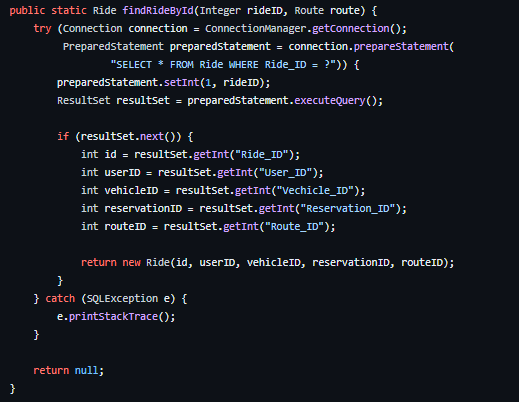 public static Ride findRideById(Integer rideID, Route route) {
    try (Connection connection = ConnectionManager.getConnection();
         PreparedStatement preparedStatement = connection.prepareStatement(
                 "SELECT * FROM Ride WHERE Ride_ID = ?")) {
        preparedStatement.setInt(1, rideID);
        ResultSet resultSet = preparedStatement.executeQuery();

        if (resultSet.next()) {
            int id = resultSet.getInt("Ride_ID");
            int userID = resultSet.getInt("User_ID");
            int vehicleID = resultSet.getInt("Vechicle_ID");
            int reservationID = resultSet.getInt("Reservation_ID");
            int routeID = resultSet.getInt("Route_ID");

            return new Ride(id, userID, vehicleID, reservationID, routeID);
        }
    } catch (SQLException e) {
        e.printStackTrace();
    }

    return null;
}